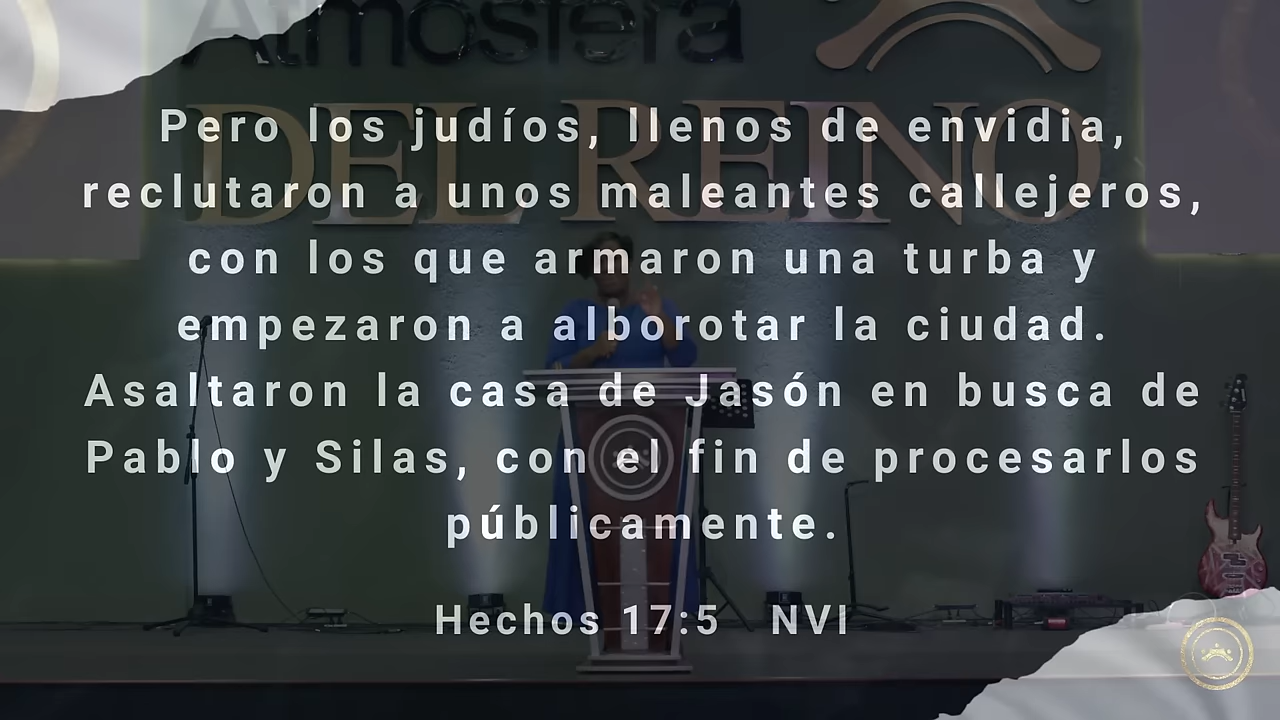 Atmósfera
DEL REINO
Pero los judíos, llenos de envidia,
reclutaron a unos maleantes callejeros,
con los que armaron una turba y
empezaron a alborotar la ciudad.
Asaltaron la casa de Jasón en busca de
Pablo y Silas, con el fin de procesarlos
públicamente.
Hechos 17:5 NVI